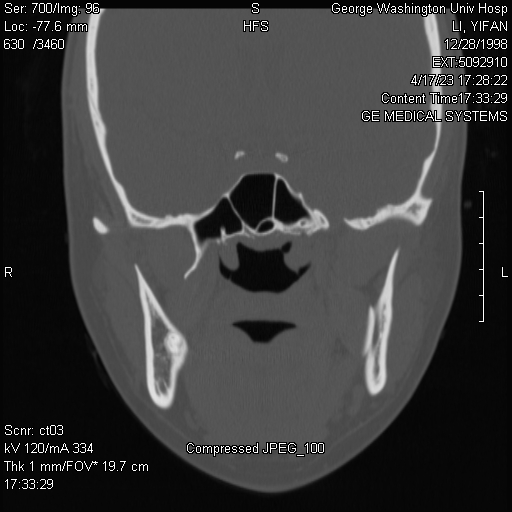 Ser: 700/Img: 96
Loc: -77.6 mm
630 /3460
S
HFS
George Washington Univ Hosp
LI, YIFAN
12/28/1998
EXT:5092910
4/17/23 17:28:22
Content Time17:33:29
GE MEDICAL SYSTEMS
R
L
Scnr: ct03
kV 120/mA 334
Thk 1 mm/FOV* 19.7 cm
17:33:29
Compressed JPEG_100